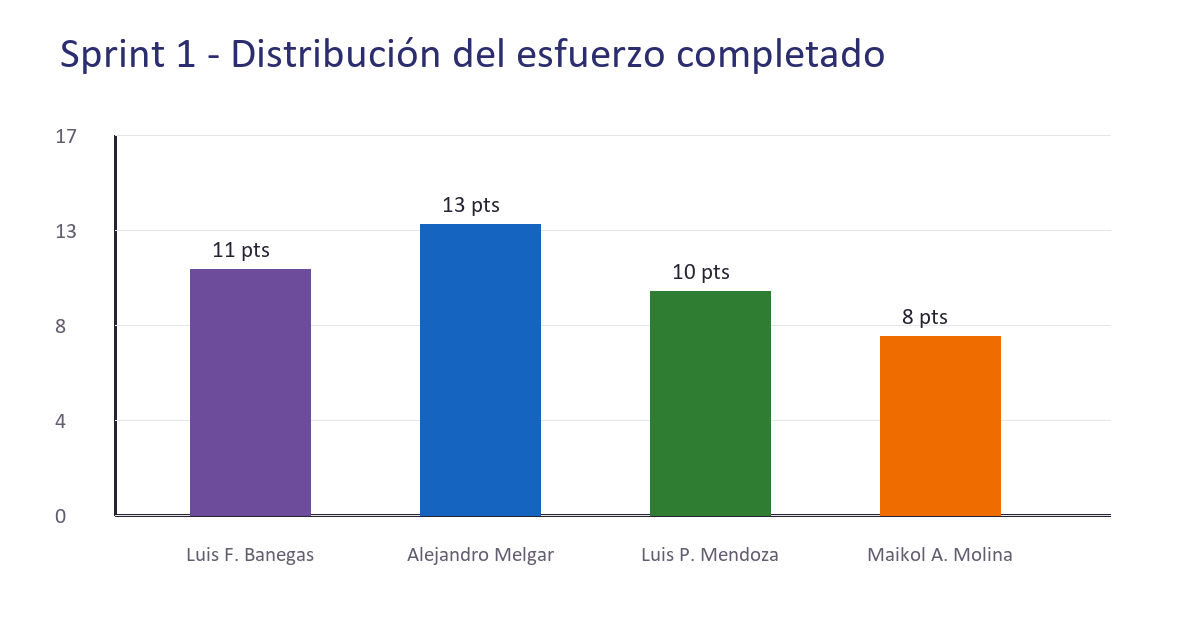 Sprint 1 - Distribución del esfuerzo completado
17
13
8
4
0
11 pts
13 pts
10 pts
8 pts
Luis F. Banegas
Alejandro Melgar
Luis P. Mendoza
Maikol A. Molina